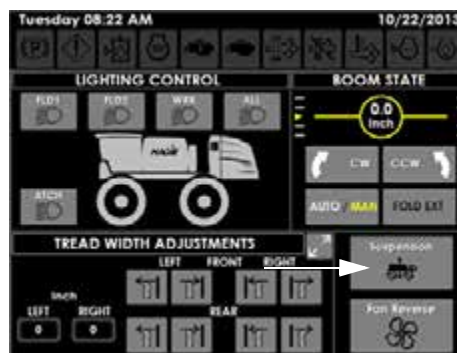 Tuesday 08:22 AM 10/22/2013
(P)
LIGHTING CONTROL BOOM STATE
FLD1 FLD2 WRK ALL
0.0
Inch
CW CCW
ATCH
AUTO / MAN FOLD EXT
TREAD WIDTH ADJUSTMENTS
LEFT FRONT RIGHT
Suspension
Inch
LEFT RIGHT
REAR
0 0
Fan Reverse